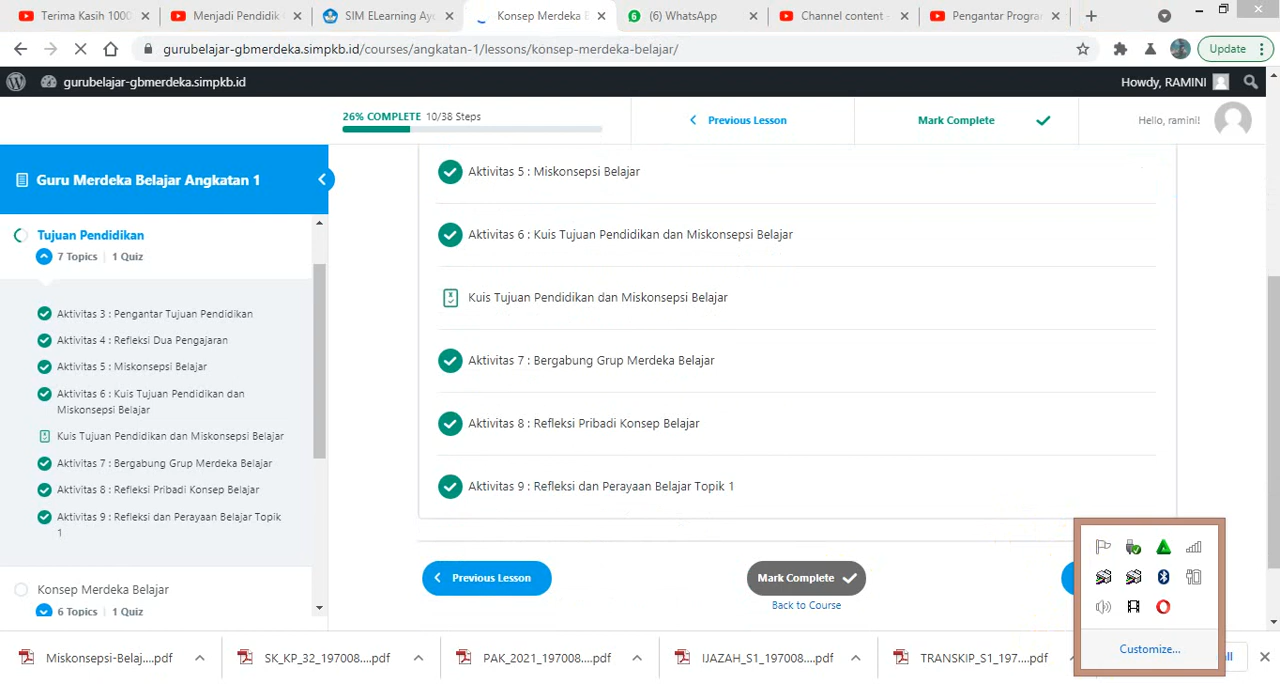 Terima Kasih 1000
Menjadi Pendidik
SIM ELearning Ay
Konsep Merdeka B
(6) WhatsApp
Channel content -
Pengantar Progra
gurubelajar-gbmerdeka.simpkb.id/courses/angkatan-1/lessons/konsep-merdeka-belajar/
Update
gurubelajar-gbmerdeka.simpkb.id
Howdy, RAMINI
26% COMPLETE 10/38 Steps
Previous Lesson
Mark Complete
Hello, ramini!
Guru Merdeka Belajar Angkatan 1
Tujuan Pendidikan
7 Topics | 1 Quiz
Aktivitas 3 : Pengantar Tujuan Pendidikan
Aktivitas 4 : Refleksi Dua Pengajaran
Aktivitas 5 : Miskonsepsi Belajar
Aktivitas 6 : Kuis Tujuan Pendidikan dan
Miskonsepsi Belajar
Kuis Tujuan Pendidikan dan Miskonsepsi Belajar
Aktivitas 7 : Bergabung Grup Merdeka Belajar
Aktivitas 8 : Refleksi Pribadi Konsep Belajar
Aktivitas 9 : Refleksi dan Perayaan Belajar Topik
1
Konsep Merdeka Belajar
6 Topics | 1 Quiz
Aktivitas 5 : Miskonsepsi Belajar
Aktivitas 6 : Kuis Tujuan Pendidikan dan Miskonsepsi Belajar
Kuis Tujuan Pendidikan dan Miskonsepsi Belajar
Aktivitas 7 : Bergabung Grup Merdeka Belajar
Aktivitas 8 : Refleksi Pribadi Konsep Belajar
Aktivitas 9 : Refleksi dan Perayaan Belajar Topik 1
Previous Lesson
Mark Complete
Back to Course
Customize...
Miskonsepsi-Belaj....pdf
SK_KP_32_197008....pdf
PAK_2021_197008....pdf
IJAZAH_S1_197008....pdf
TRANSKIP_S1_197....pdf